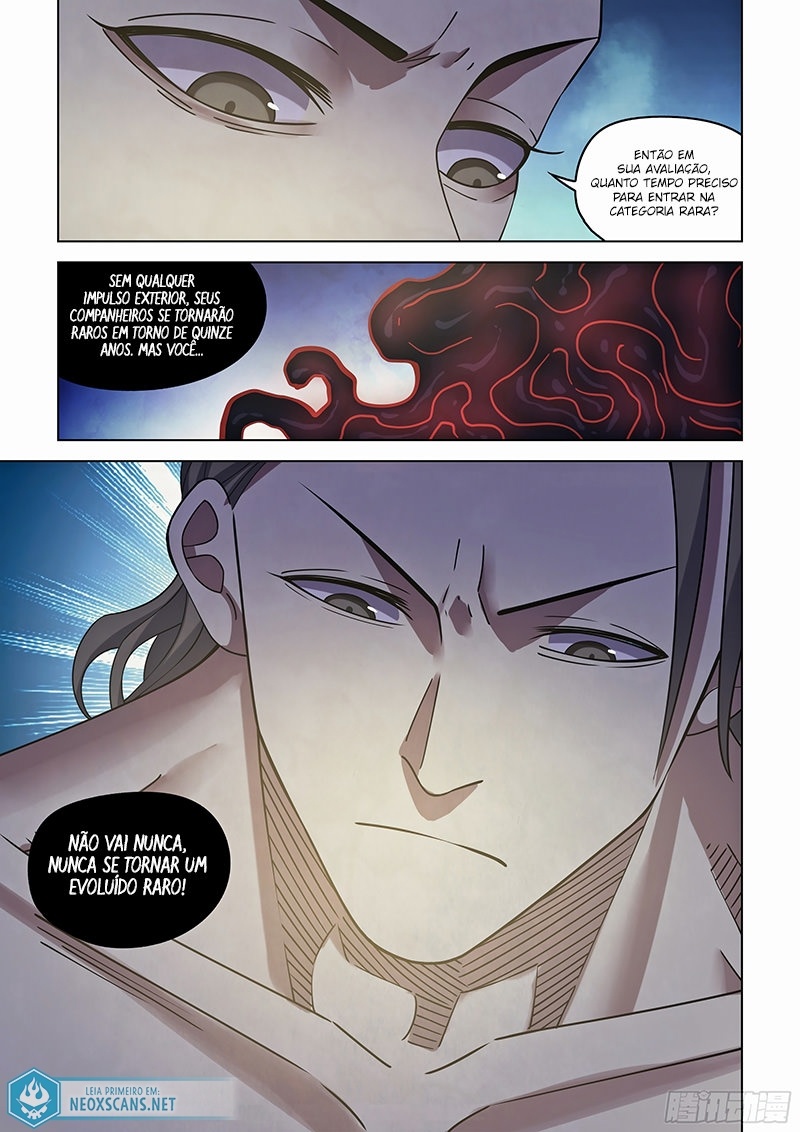 ENTÃO EM
SUA AVALIAÇÃO,
QUANTO TEMPO PRECISO
PARA ENTRAR NA
CATEGORIA RARA?
SEM QUALQUER
IMPULSO EXTERIOR, SEUS
COMPANHEIROS SE TORNARÃO
RAROS EM TORNO DE QUINZE
ANOS. MAS VOCÊ...
NÃO VAI NUNCA,
NUNCA SE TORNAR UM
EVOLUÍDO RARO!
LEIA PRIMEIRO EM:
NEOXSCANS.NET
腾讯动漫